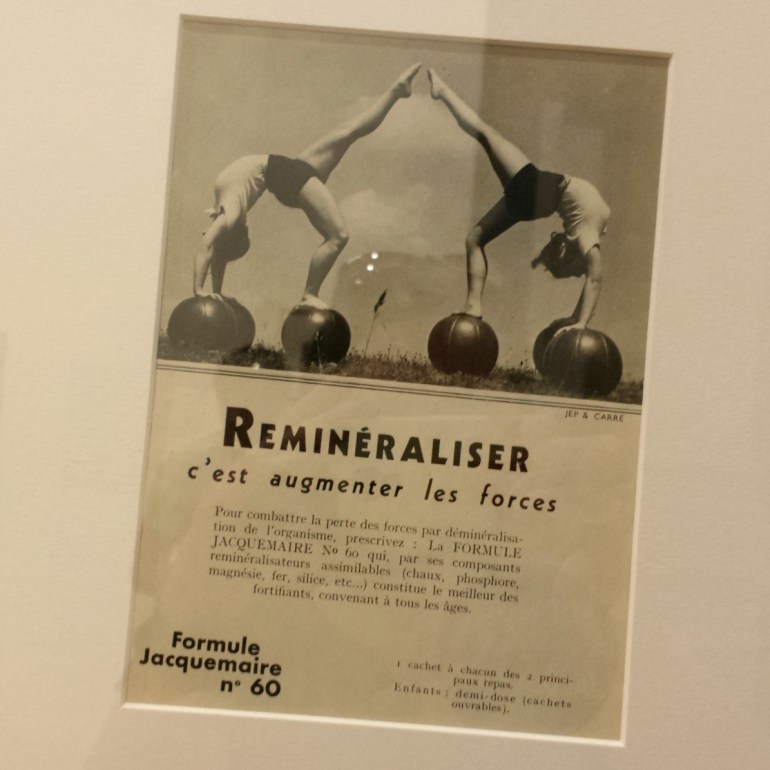 JEP & CARRÉ
REMINÉRALISER
c'est augmenter les forces
Pour combattre la perte des forces par déminéralisa-
tion de l'organisme, prescrivez : La FORMULE
JACQUEMAIRE Nº 60 qui, par ses composants
reminéralisateurs assimilables (chaux, phosphore,
magnésie, fer, silice, etc...) constitue le meilleur des
fortifiants, convenant à tous les âges.
Formule
Jacquemaire
nº 60
1 cachet à chacun des 2 princi-
paux repas.
Enfants : demi-dose (cachets
ouvrables).